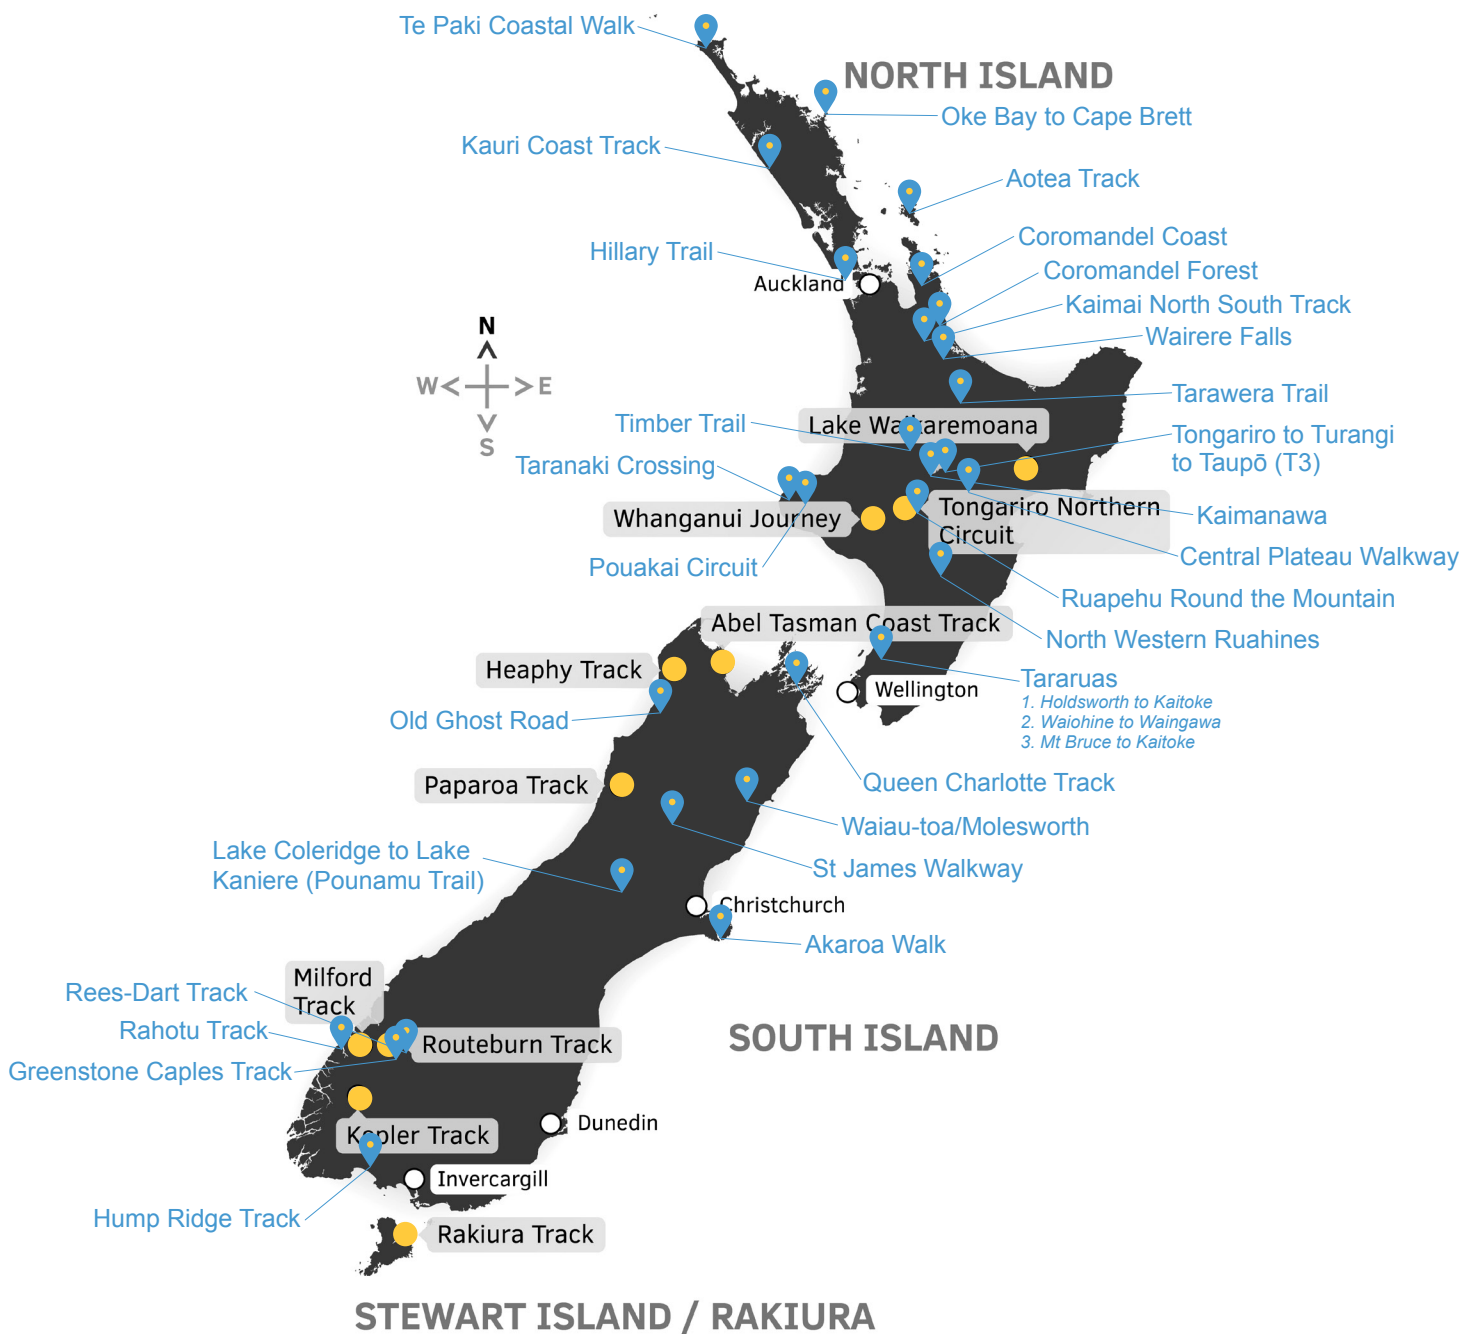 Te Paki Coastal Walk
NORTH ISLAND
Oke Bay to Cape Brett
Kauri Coast Track
Aotea Track
Coromandel Coast
Hillary Trail
Coromandel Forest
Auckland
Kaimai North South Track
N
Wairere Falls
W
E
S
Tarawera Trail
Timber Trail
Lake Waikaremoana
Tongariro to Turangi
to Taupō (T3)
Taranaki Crossing
Whanganui Journey
Tongariro Northern
Circuit
Kaimanawa
Pouakai Circuit
Central Plateau Walkway
Ruapehu Round the Mountain
Abel Tasman Coast Track
North Western Ruahines
Heaphy Track
Tararuas
1. Holdsworth to Kaitoke
2. Waiohine to Waingawa
3. Mt Bruce to Kaitoke
Wellington
Old Ghost Road
Paparoa Track
Queen Charlotte Track
Waiau-toa/Molesworth
Lake Coleridge to Lake
Kaniere (Pounamu Trail)
St James Walkway
Christchurch
Akaroa Walk
Milford
Track
Rees-Dart Track
Rahotu Track
SOUTH ISLAND
Routeburn Track
Greenstone Caples Track
Kepler Track
Dunedin
Invercargill
Hump Ridge Track
Rakiura Track
STEWART ISLAND / RAKIURA